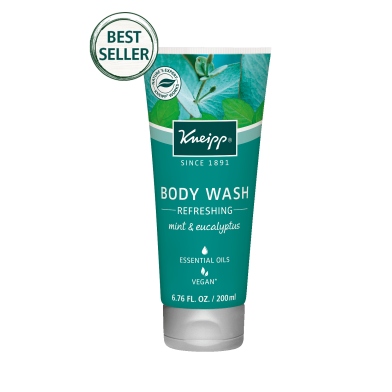 BEST
SELLER
Kneipp®
SINCE 1891
BODY WASH
REFRESHING
mint & eucalyptus
ESSENTIAL OILS
VEGAN*
6.76 FL. OZ. / 200ml